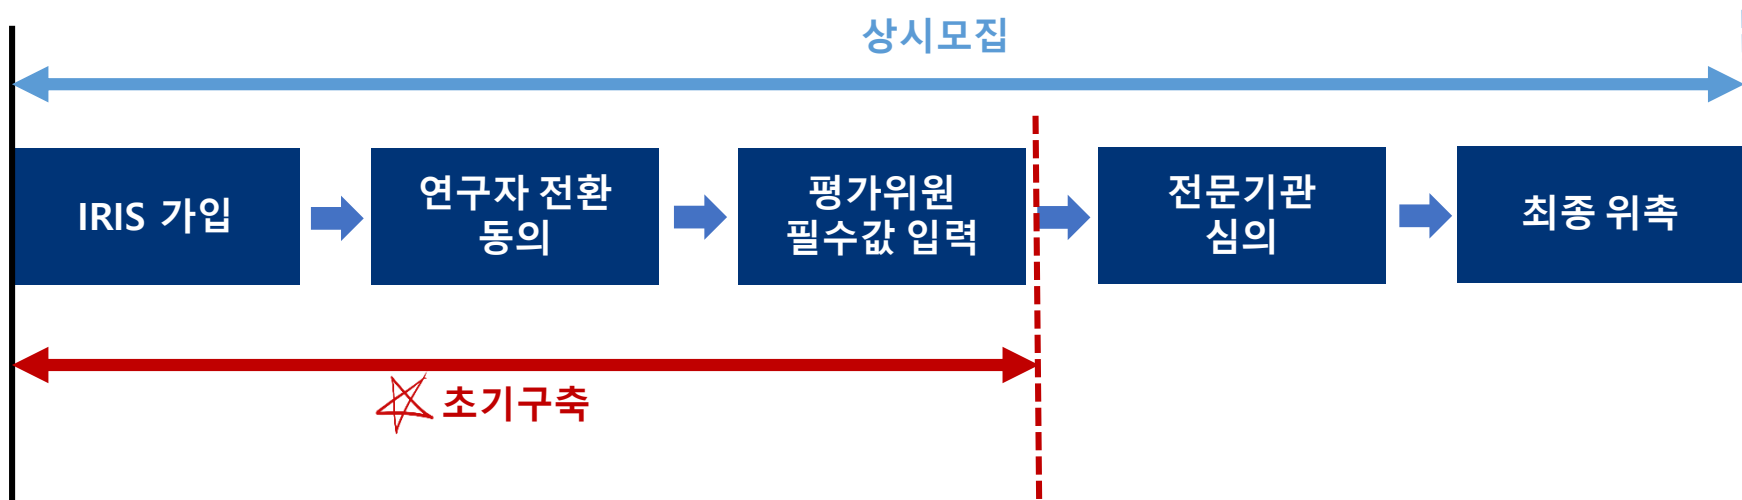 상시모집
IRIS 가입
연구자 전환
동의
평가위원
필수값 입력
전문기관
심의
최종 위촉
초기구축